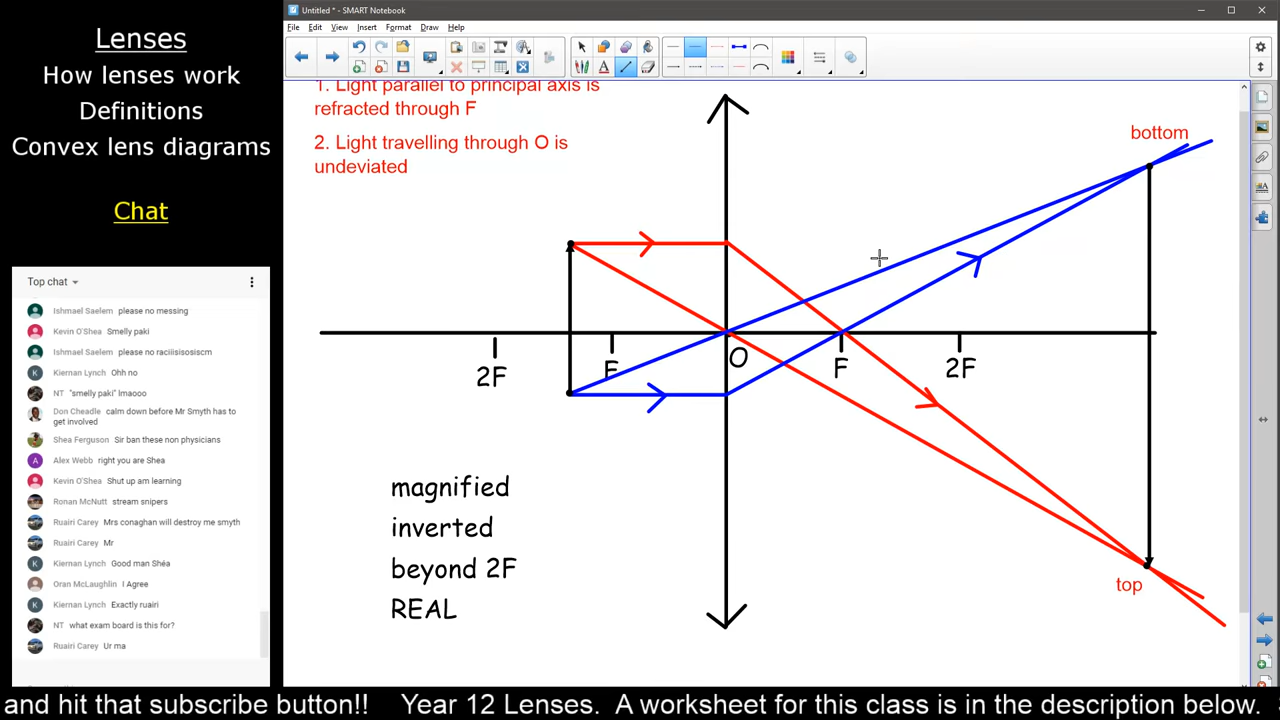 Lenses
How lenses work
Definitions
Convex lens diagrams
Chat
Top chat
Ishmael Saelem please no messing
Kevin O'Shea Smelly paki
Ishmael Saelem please no raciiisisosiscm
Kiernan Lynch Ohh no
NT "smelly paki" lmaooo
Don Cheadle calm down before Mr Smyth has to
get involved
Shea Ferguson Sir ban these non physicians
Alex Webb right you are Shea
Kevin O'Shea Shut up am learning
Ronan McNutt stream snipers
Ruairi Carey Mrs conaghan will destroy me smyth
Ruairi Carey Mr
Kiernan Lynch Good man Shéa
Oran McLaughlin I Agree
Kiernan Lynch Exactly ruairi
NT what exam board is this for?
Ruairi Carey Ur ma
Untitled * - SMART Notebook
File Edit View Insert Format Draw Help
1. Light parallel to principal axis is
refracted through F
2. Light travelling through O is
undeviated
bottom
2F F O F 2F
magnified
inverted
beyond 2F
REAL
top
and hit that subscribe button!! Year 12 Lenses. A worksheet for this class is in the description below.